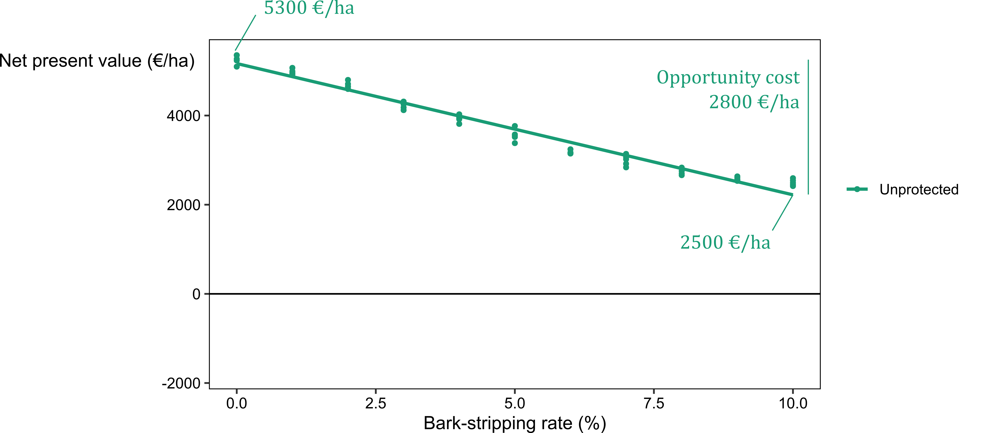 5300 €/ha
Net present value (€/ha)
Opportunity cost
2800 €/ha
4000
2000
0
-2000
2500 €/ha
Unprotected
0.0 2.5 5.0 7.5 10.0
Bark-stripping rate (%)